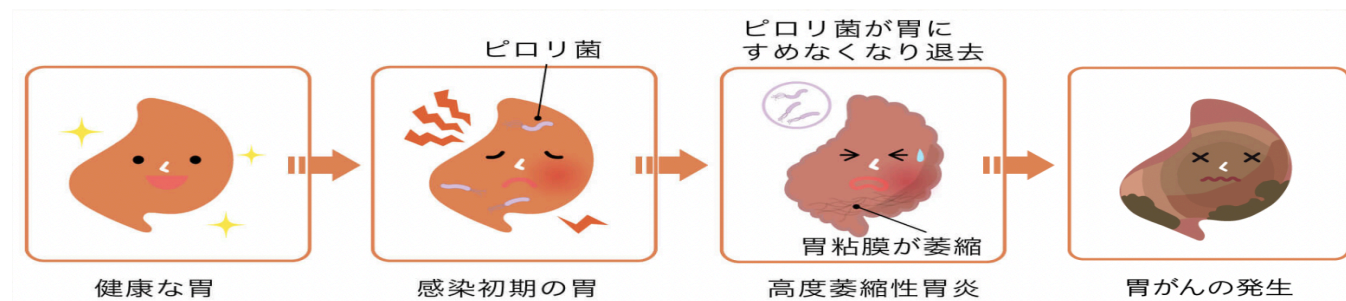 ピロリ菌
ピロリ菌が胃に
すめなくなり退去
胃粘膜が萎縮
健康な胃
感染初期の胃
高度萎縮性胃炎
胃がんの発生